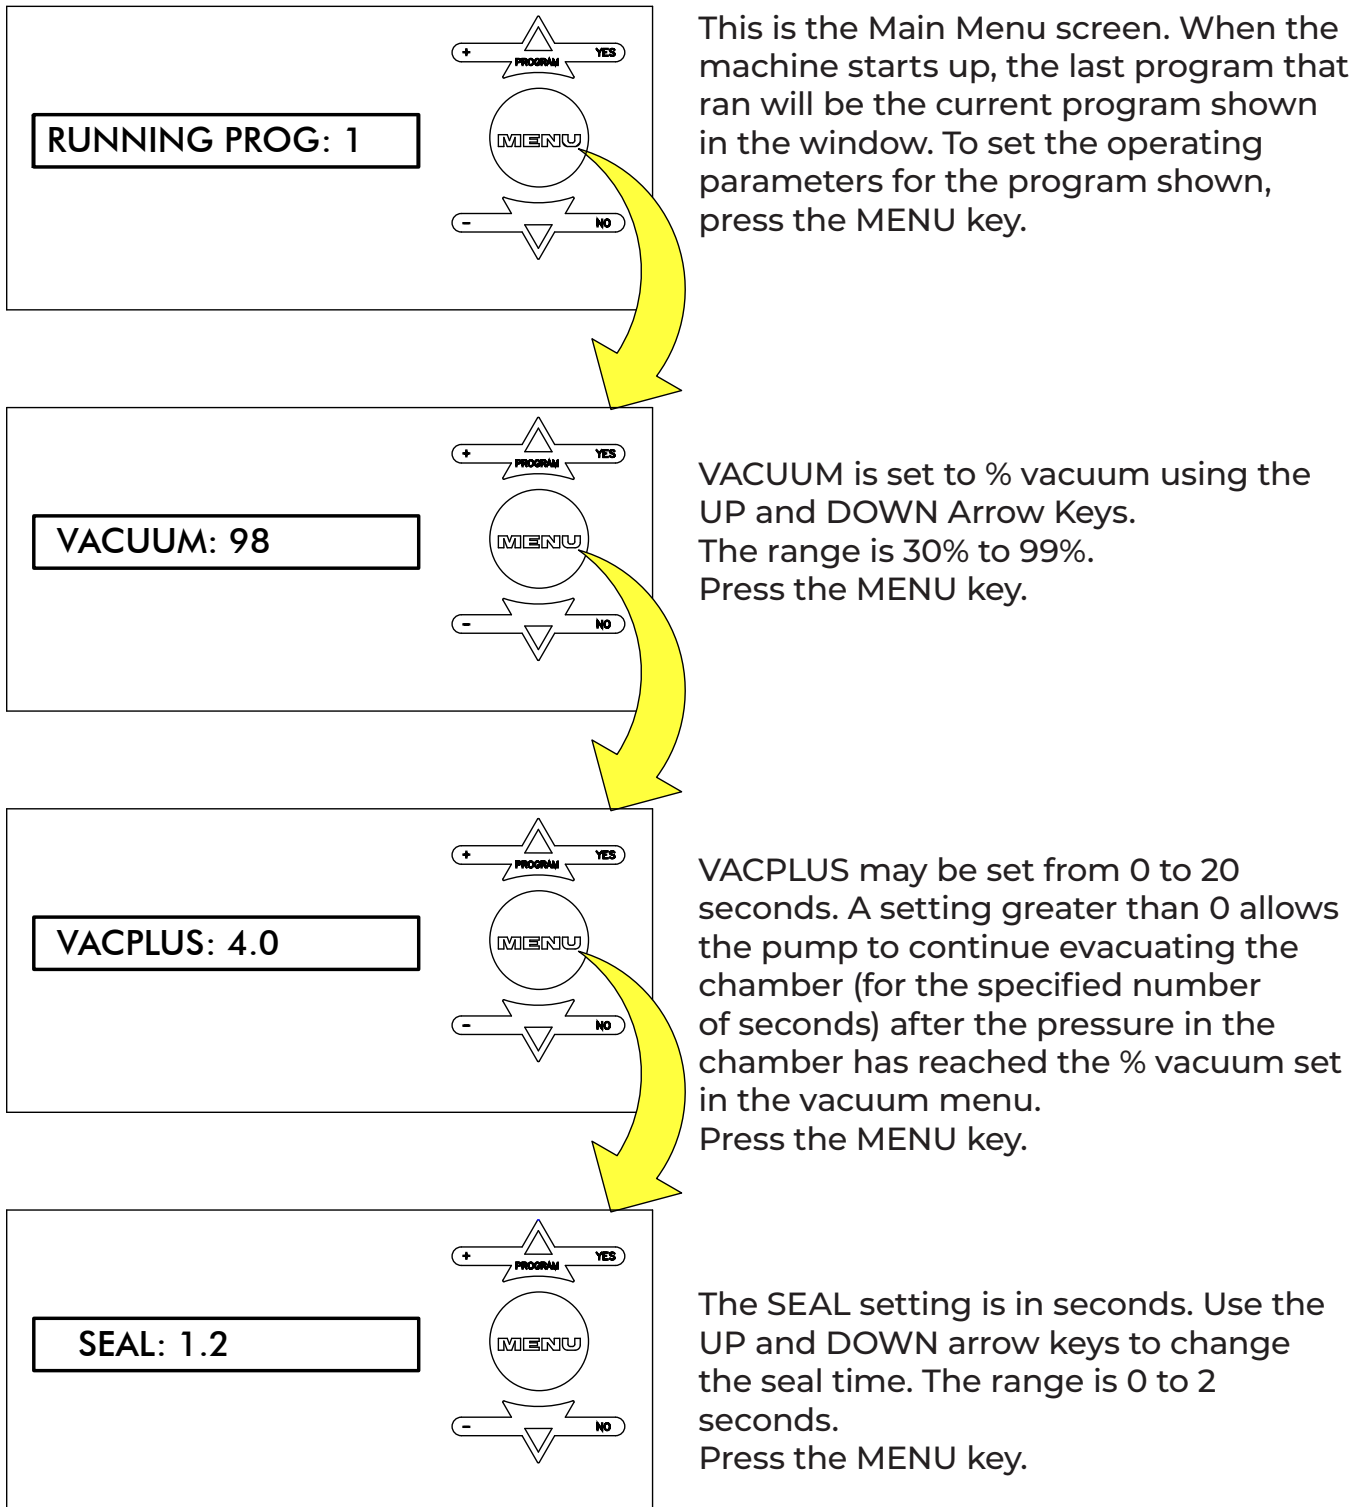 + YES
PROGRAM
RUNNING PROG: 1
MENU
- NO
This is the Main Menu screen. When the
machine starts up, the last program that
ran will be the current program shown
in the window. To set the operating
parameters for the program shown,
press the MENU key.
+ YES
PROGRAM
VACUUM: 98
MENU
- NO
VACUUM is set to % vacuum using the
UP and DOWN Arrow Keys.
The range is 30% to 99%.
Press the MENU key.
+ YES
PROGRAM
VACPLUS: 4.0
MENU
- NO
VACPLUS may be set from 0 to 20
seconds. A setting greater than 0 allows
the pump to continue evacuating the
chamber (for the specified number
of seconds) after the pressure in the
chamber has reached the % vacuum set
in the vacuum menu.
Press the MENU key.
+ YES
PROGRAM
SEAL: 1.2
MENU
- NO
The SEAL setting is in seconds. Use the
UP and DOWN arrow keys to change
the seal time. The range is 0 to 2
seconds.
Press the MENU key.